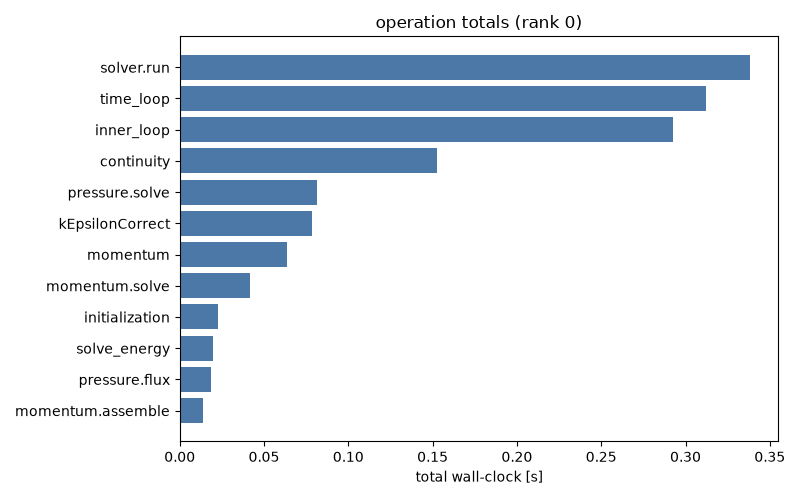 operation totals (rank 0)
solver.run
time_loop
inner_loop
continuity
pressure.solve
kEpsilonCorrect
momentum
momentum.solve
initialization
solve_energy
pressure.flux
momentum.assemble
0.00 0.05 0.10 0.15 0.20 0.25 0.30 0.35
total wall-clock [s]